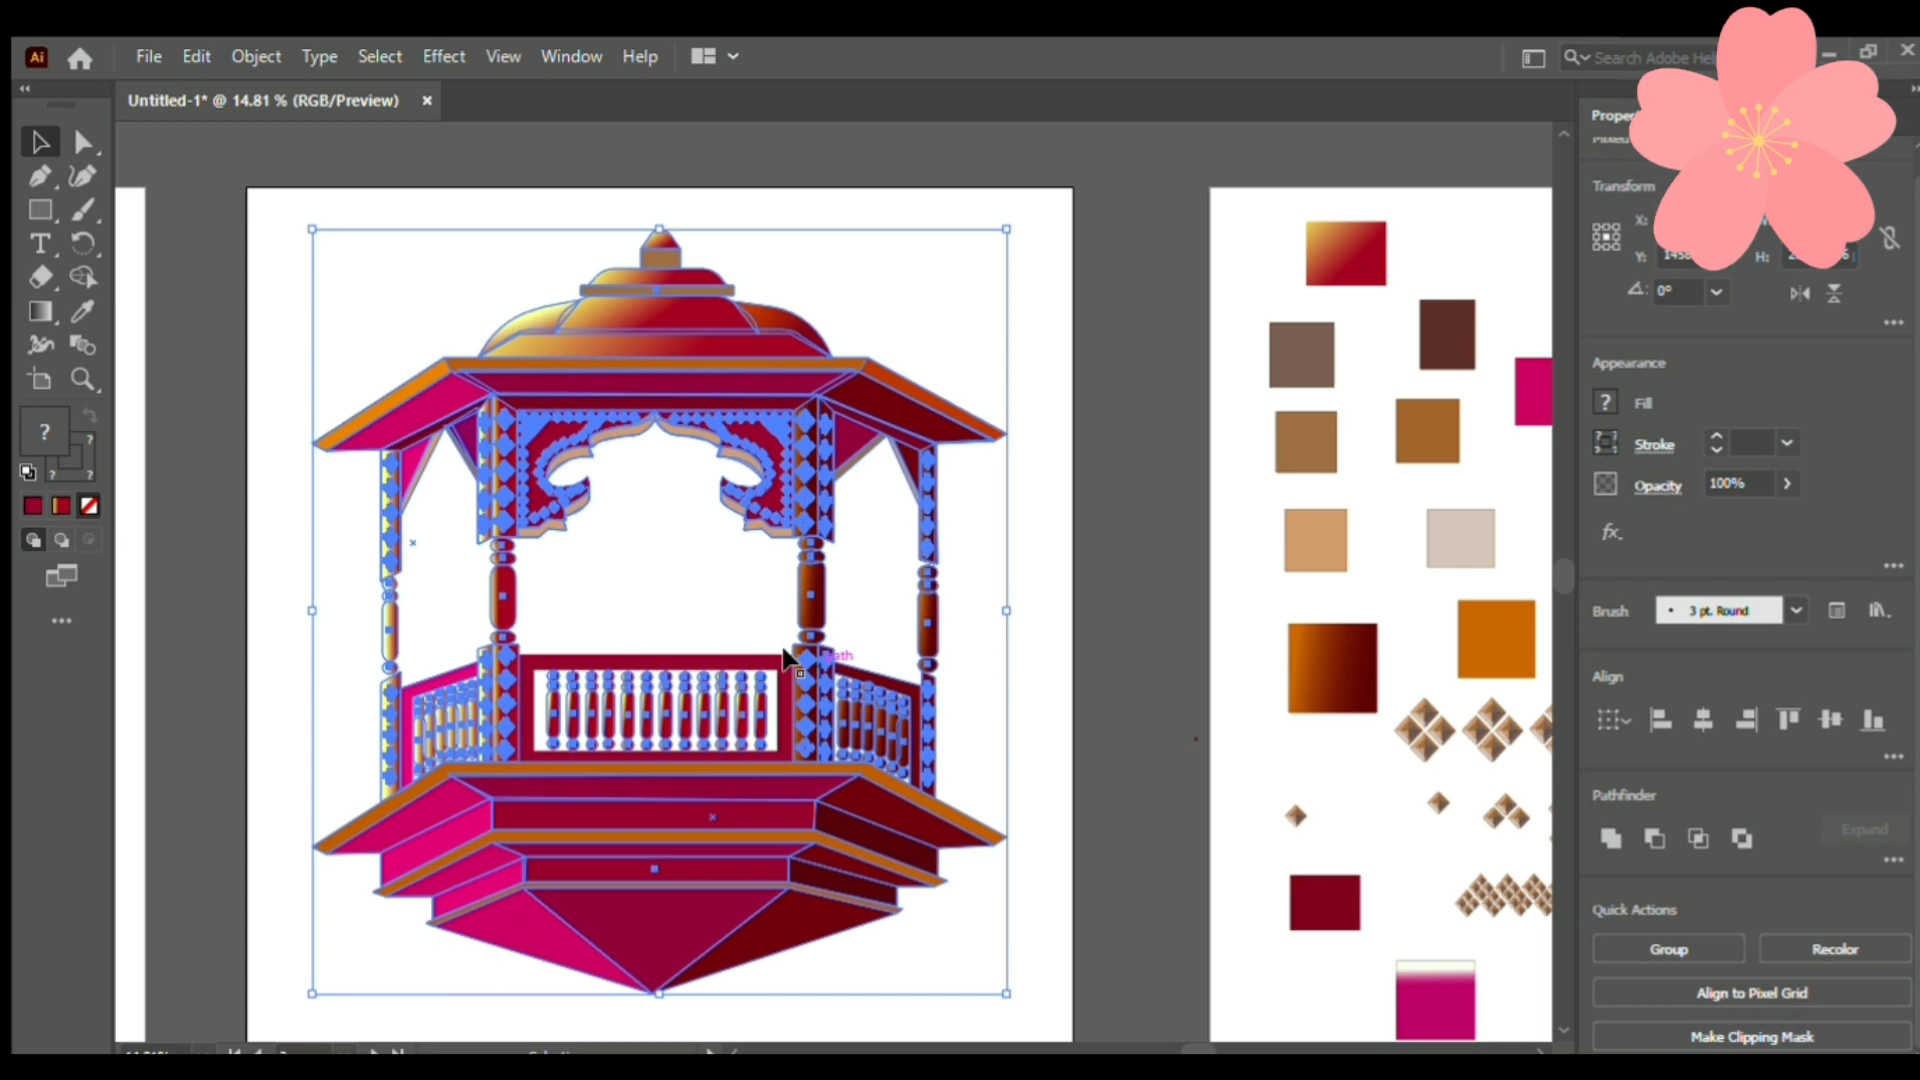 Ai File Edit Object Type Select Effect View Window Help
Untitled-1* @ 14.81 % (RGB/Preview)
Transform
X:
Y:
H:
0°
Appearance
? Fill
Stroke
Opacity 100%
fx.
Brush 3 pt. Round
Align
Pathfinder
Expand
Quick Actions
Group Recolor
Align to Pixel Grid
Make Clipping Mask